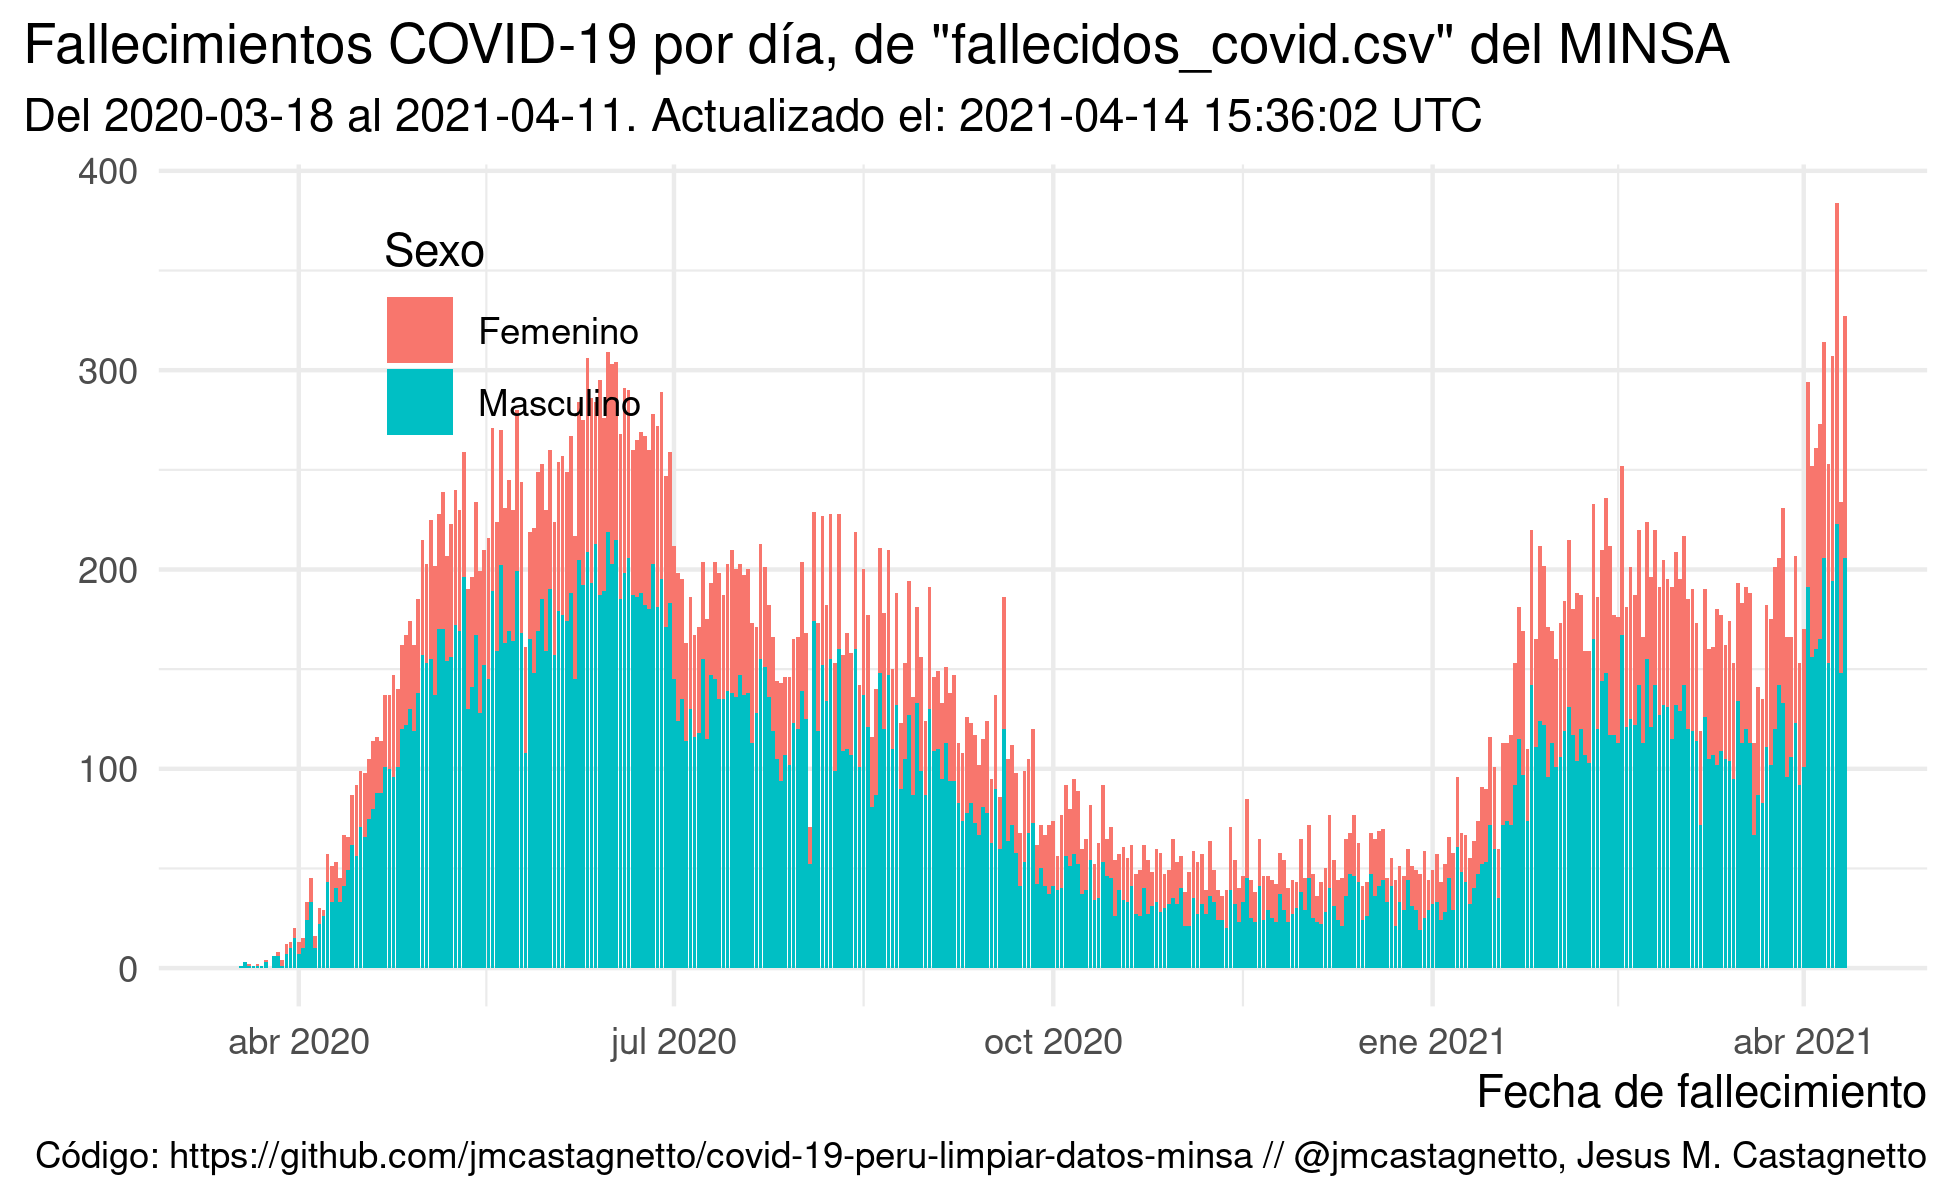 Fallecimientos COVID-19 por día, de "fallecidos_covid.csv" del MINSA
Del 2020-03-18 al 2021-04-11. Actualizado el: 2021-04-14 15:36:02 UTC
400
300
200
100
0
Sexo
Femenino
Masculino
abr 2020 jul 2020 oct 2020 ene 2021 abr 2021
Fecha de fallecimiento
Código: https://github.com/jmcastagnetto/covid-19-peru-limpiar-datos-minsa // @jmcastagnetto, Jesus M. Castagnetto